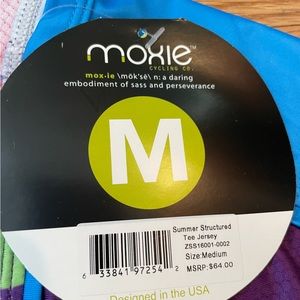 moxie™
CYCLING CO.
mox·ie \mŏk'sē\ n: a daring
embodiment of sass and perseverance
M
Summer Structured
Tee Jersey
ZSS16001-0002
Size:Medium
MSRP:$64.00
6 33841 97254 2
Designed in the USA